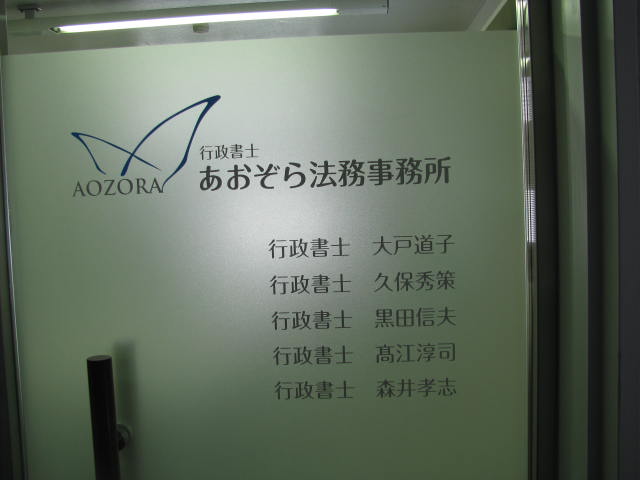 AOZORA
行政書士
あおぞら法務事務所
行政書士 大戸道子
行政書士 久保秀策
行政書士 黒田信夫
行政書士 髙江淳司
行政書士 森井孝志